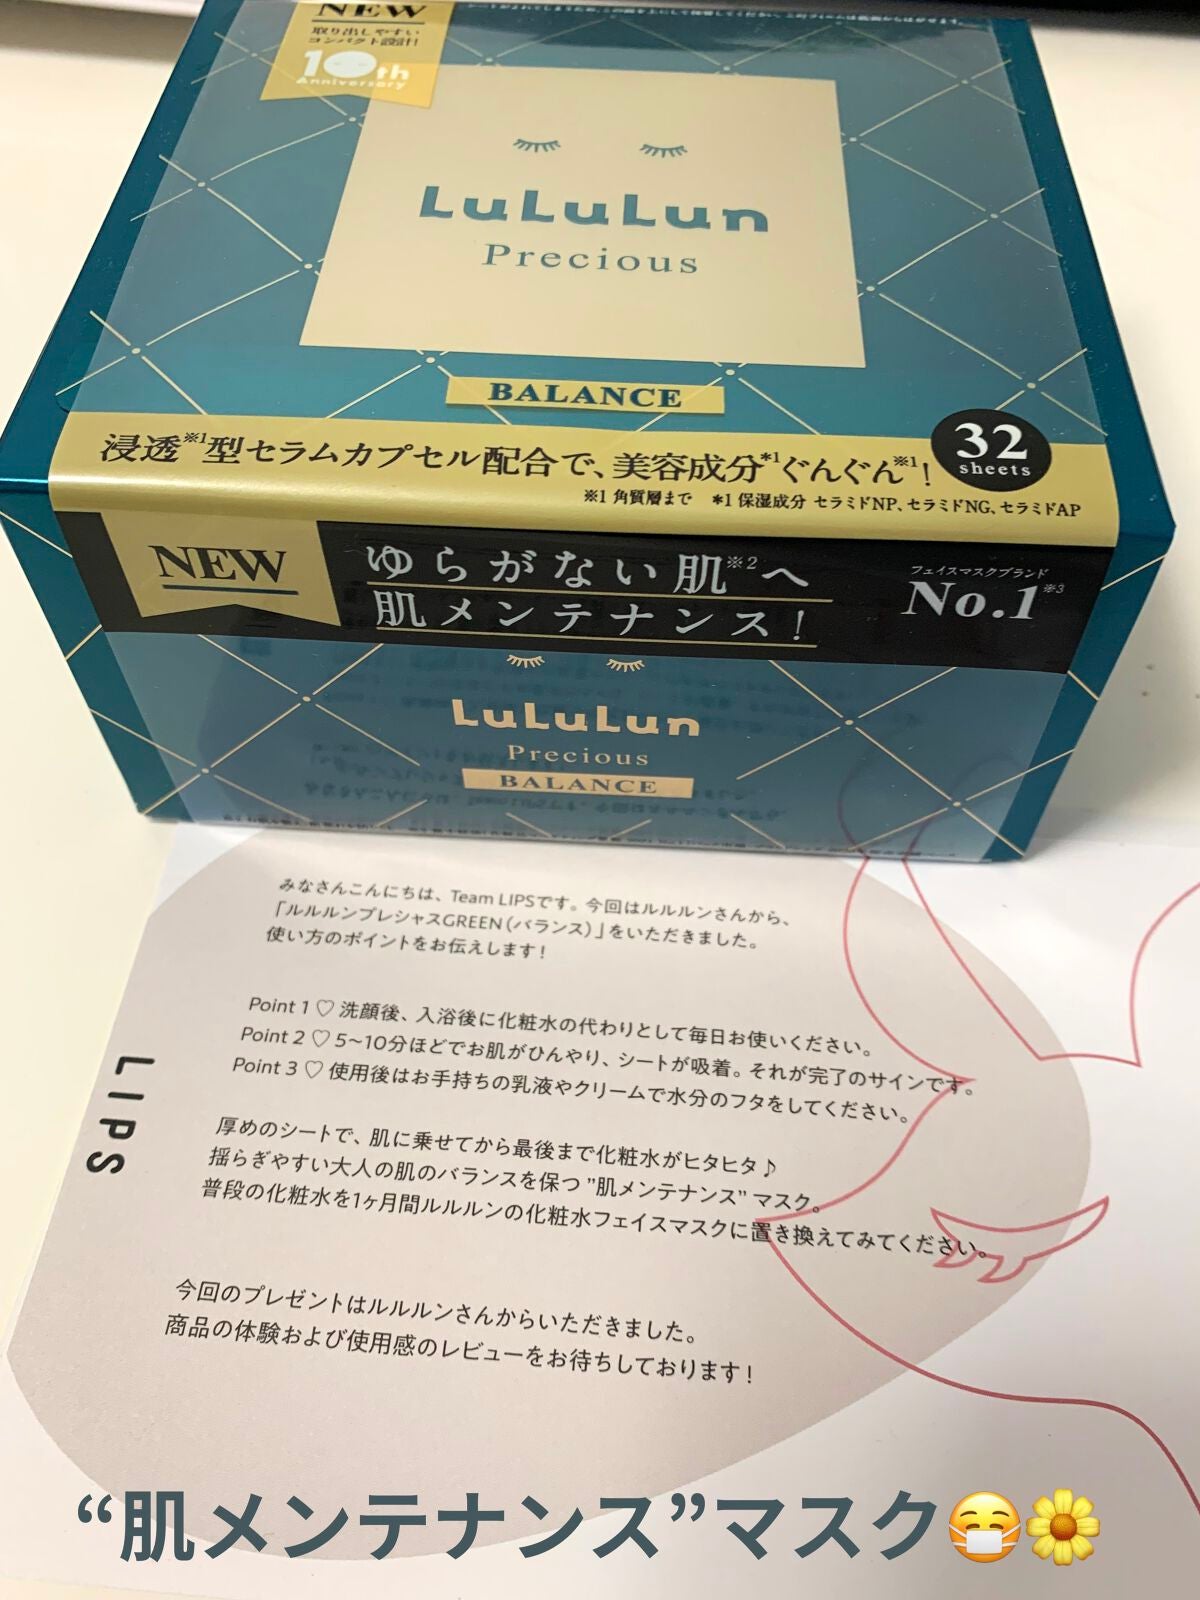 NEW
取り出しやすい
コンパクト設計!
10th
Anniversary
LuLuLun
Precious
BALANCE
32
sheets
浸透※1型セラムカプセル配合で、美容成分*1ぐんぐん※1!
※1 角質層まで *1 保湿成分 セラミドNP、セラミドNG、セラミドAP
NEW
ゆらがない肌※2へ
肌メンテナンス!
フェイスマスクブランド
No.1※3
LuLuLun
Precious
BALANCE
みなさんこんにちは、Team LIPSです。今回はルルルンさんから、
「ルルルンプレシャスGREEN(バランス)」をいただきました。
使い方のポイントをお伝えします!
Point 1 ♡ 洗顔後、入浴後に化粧水の代わりとして毎日お使いください。
Point 2 ♡ 5~10分ほどでお肌がひんやり、シートが吸着。それが完了のサインです。
Point 3 ♡ 使用後はお手持ちの乳液やクリームで水分のフタをしてください。
厚めのシートで、肌に乗せてから最後まで化粧水がヒタヒタ♪
揺らぎやすい大人の肌のバランスを保つ "肌メンテナンス" マスク。
普段の化粧水を1ヶ月間ルルルンの化粧水フェイスマスクに置き換えてみてください。
LIPS
今回のプレゼントはルルルンさんからいただきました。
商品の体験および使用感のレビューをお待ちしております!
“肌メンテナンス”マスク😷🌼